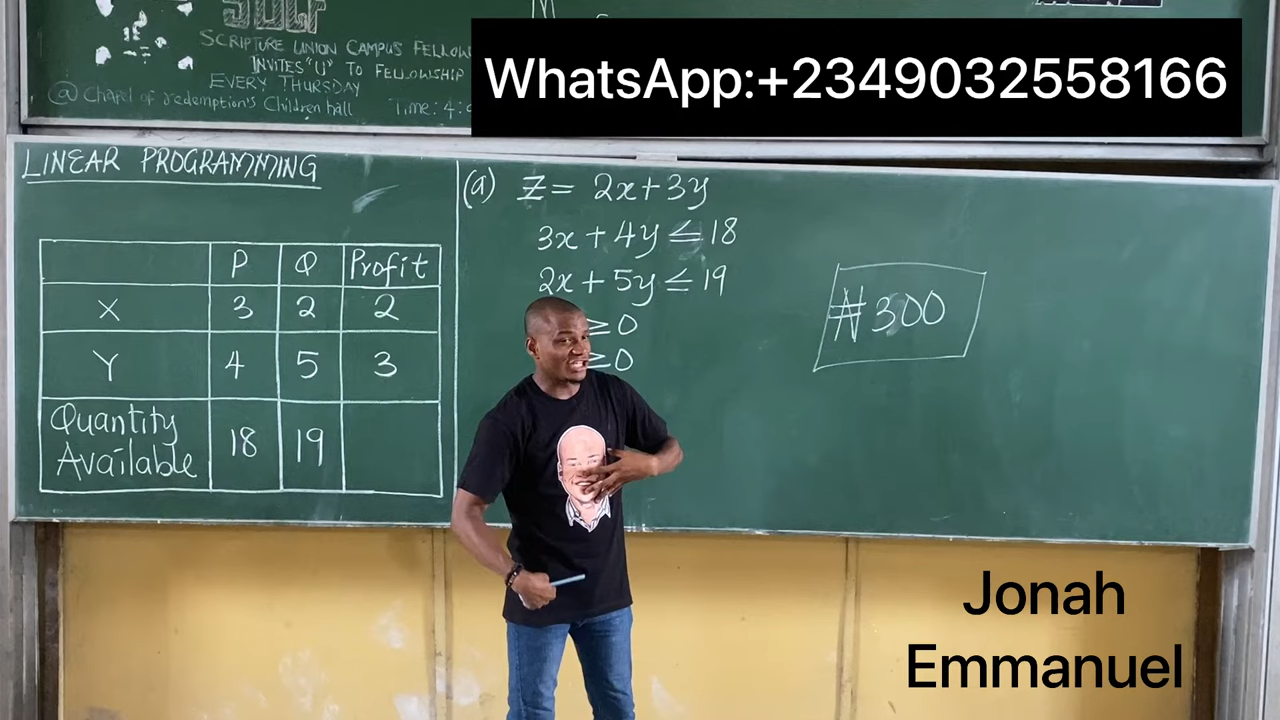 SCRIPTURE UNION CAMPUS
INVITES "U" TO FELLOWSHIP
EVERY THURSDAY
@ Chapel of redemption's Children hall Time: 4:
WhatsApp:+2349032558166
LINEAR PROGRAMMING
P Q Profit
X 3 2 2
Y 4 5 3
Quantity
Available 18 19
(a) Z = 2x + 3y
3x + 4y ≤ 18
2x + 5y ≤ 19
≥ 0
≥ 0
₦300
Jonah
Emmanuel